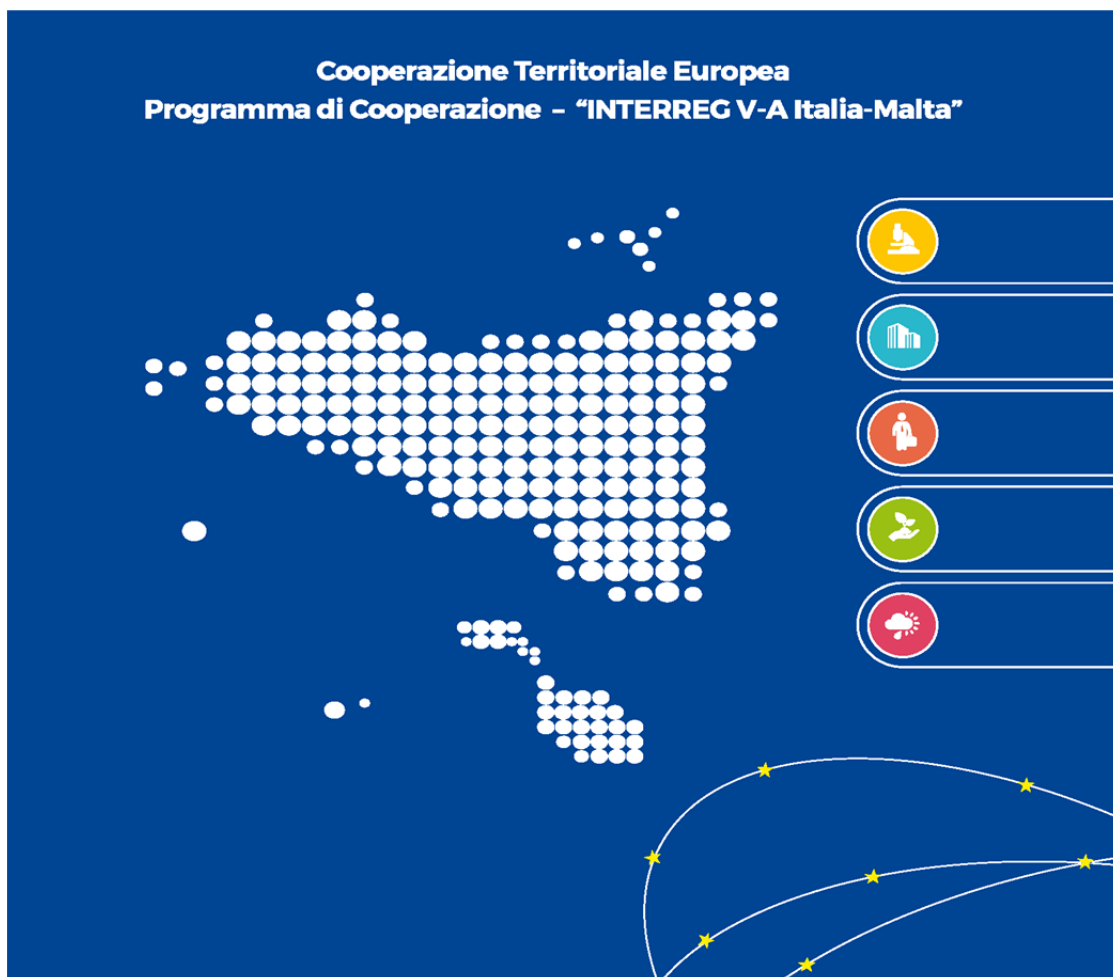 Cooperazione Territoriale Europea
Programma di Cooperazione – “INTERREG V-A Italia-Malta”